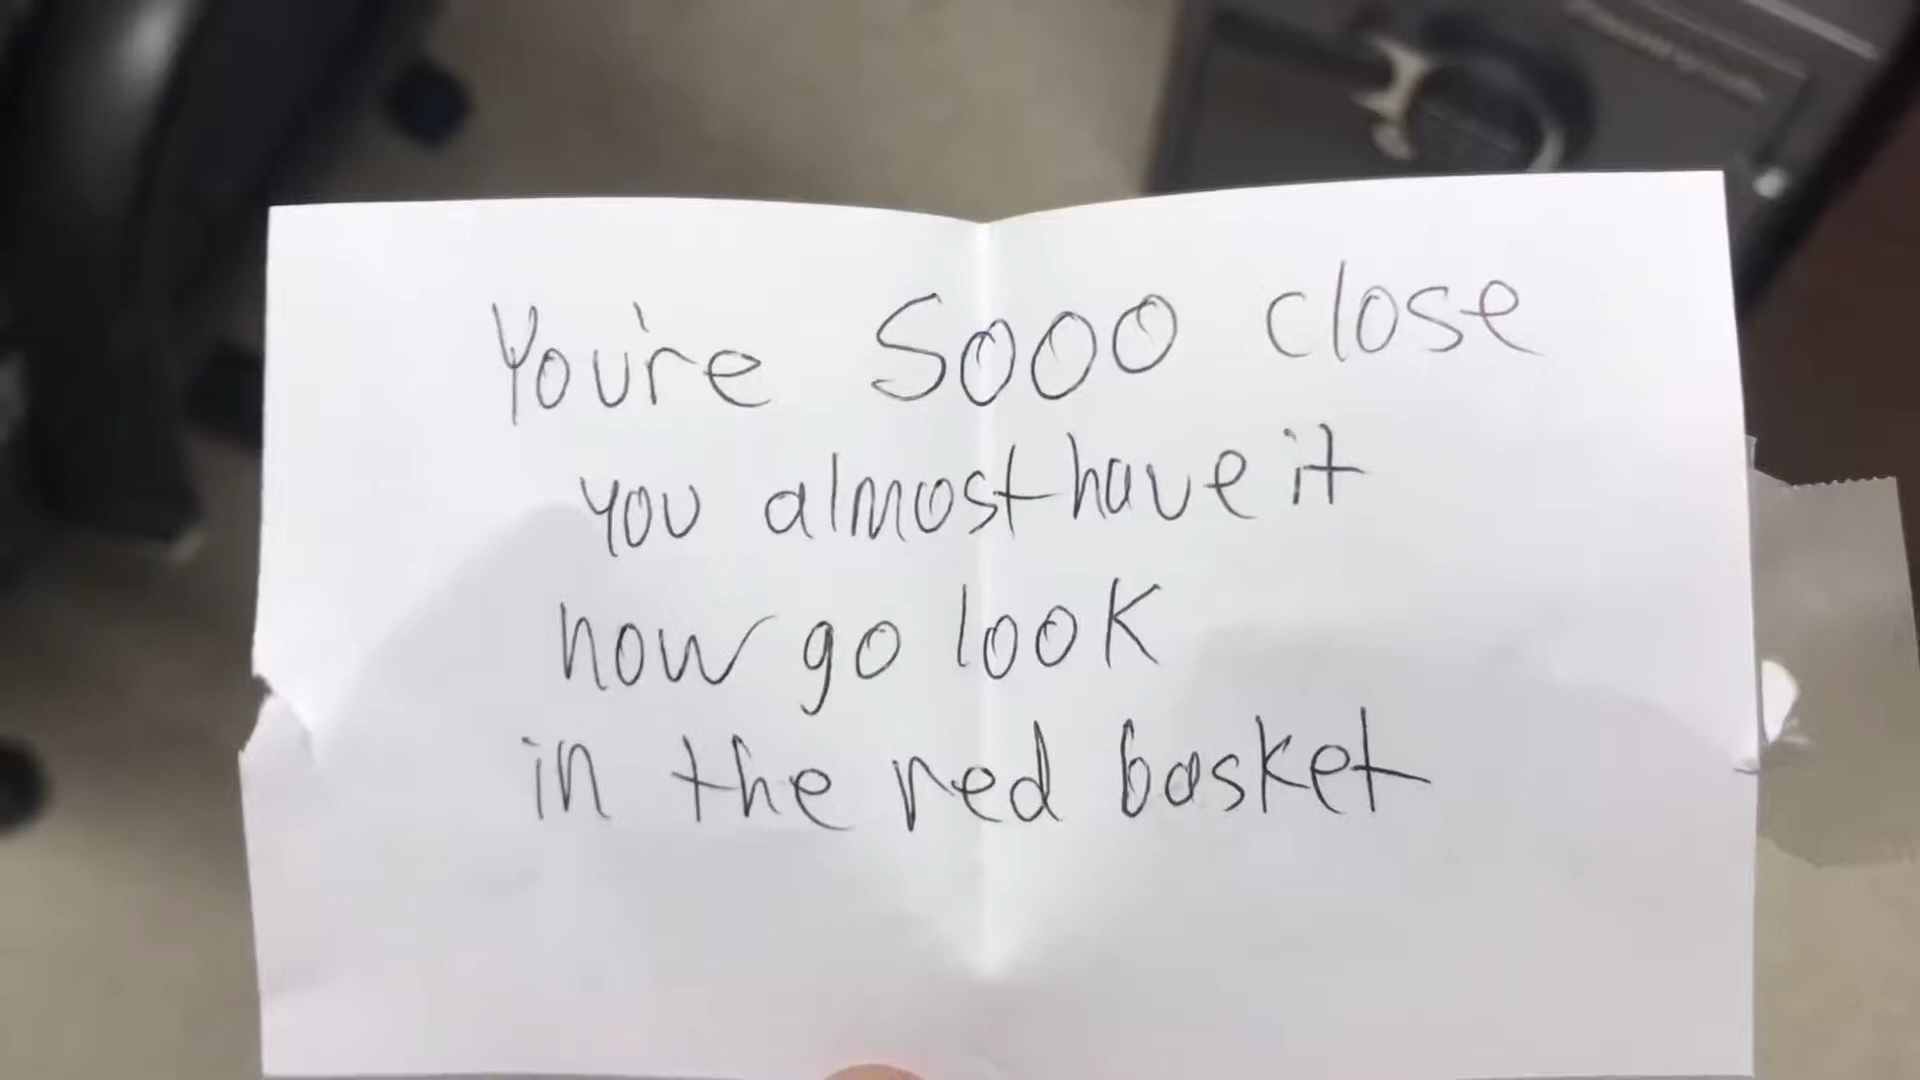 You're Sooo close
you almost have it
now go look
in the red basket